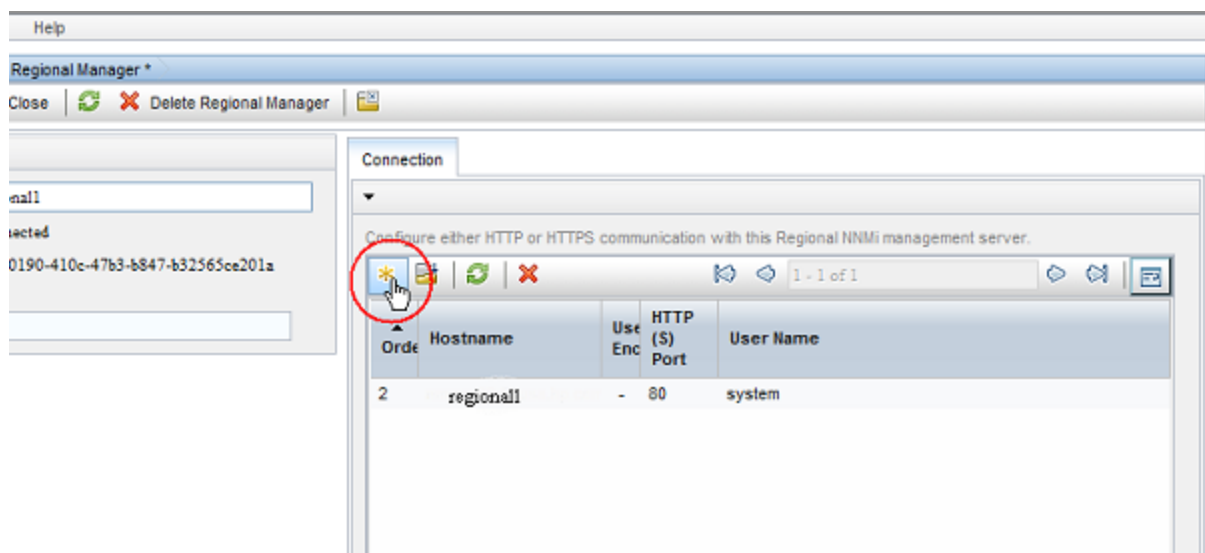 Help
Regional Manager *
Close Delete Regional Manager
Connection
onal1
Configure either HTTP or HTTPS communication with this Regional NNMi management server.
nected
0190-410c-47b3-b847-b32565ce201a
1 - 1 of 1
Orde Hostname Use Enc HTTP (S) Port User Name
2 regional1 - 80 system